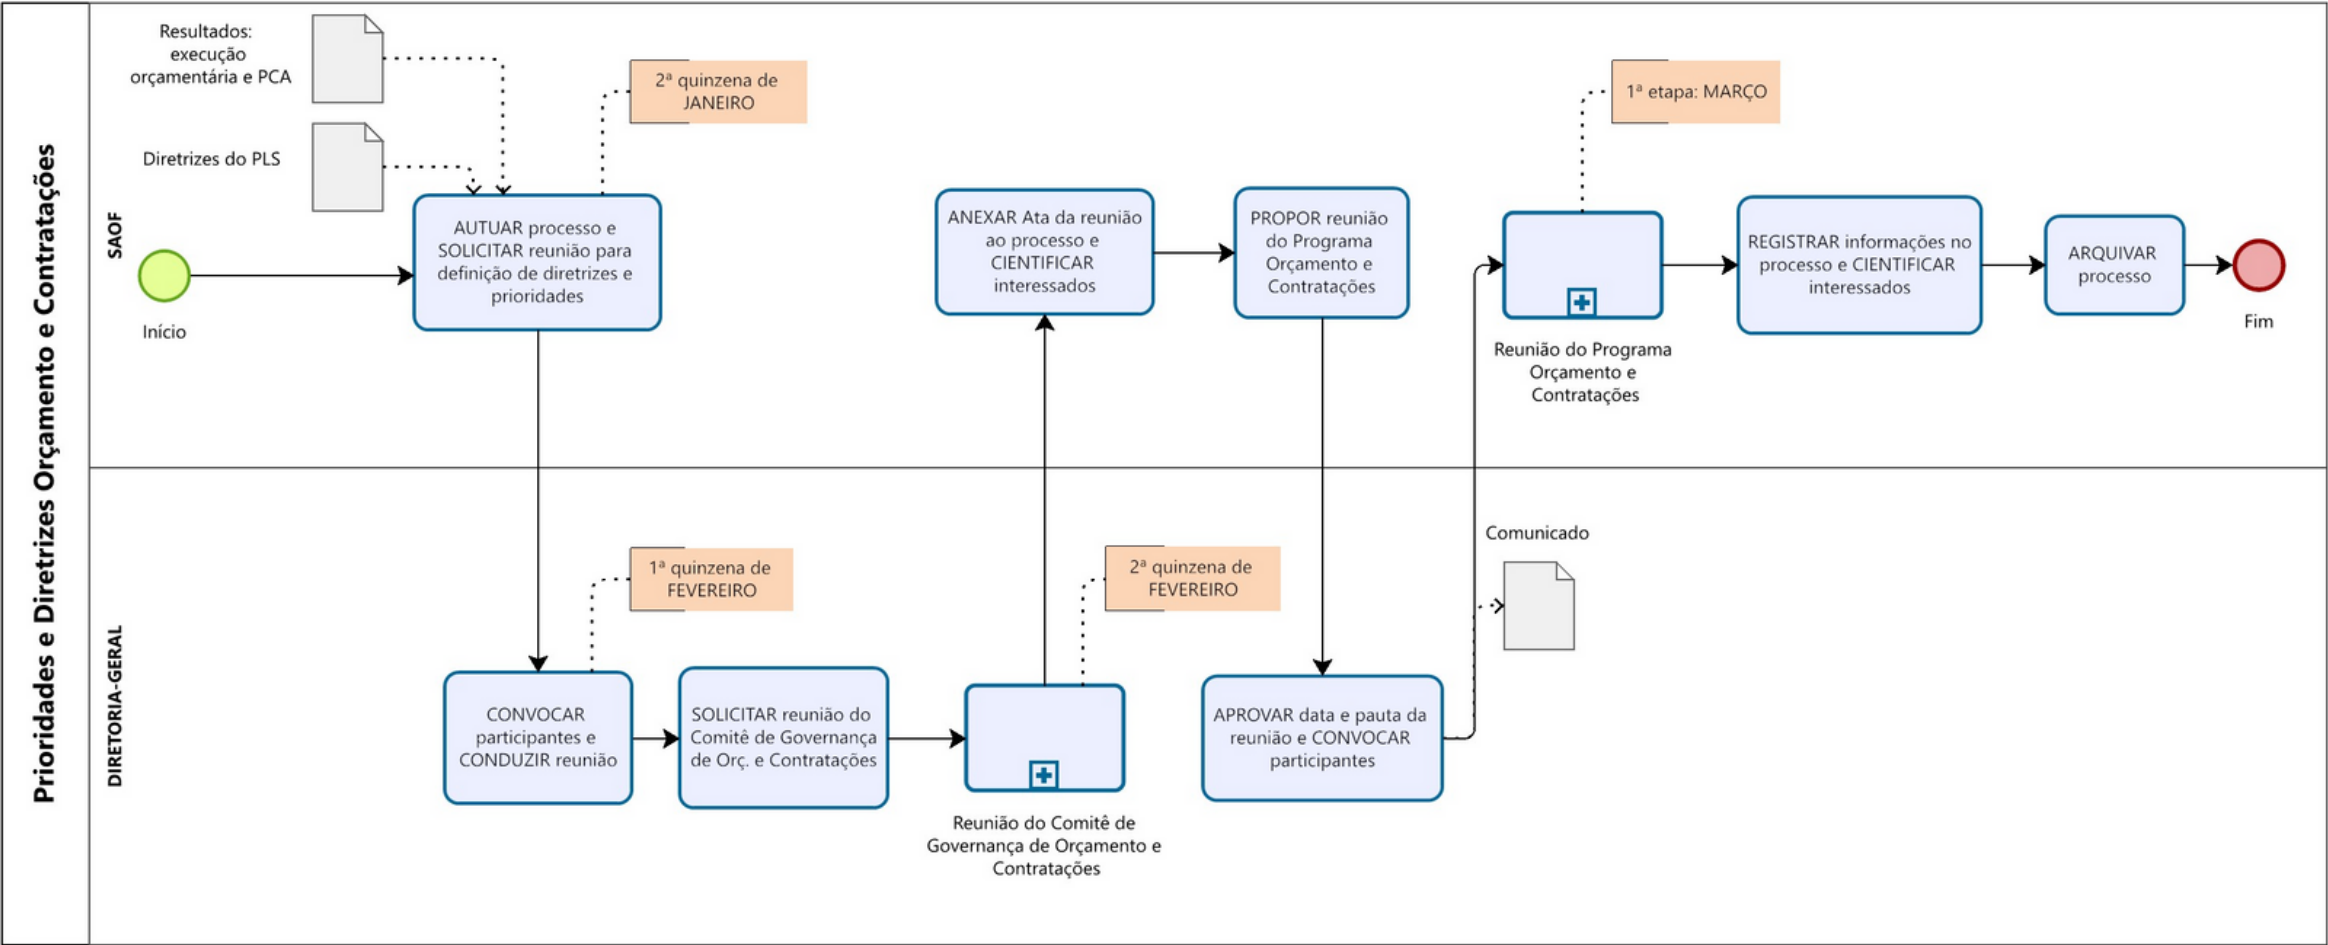 Prioridades e Diretrizes Orçamento e Contratações
SAOF
Resultados:
execução
orçamentária e PCA
Diretrizes do PLS
Início
2ª quinzena de
JANEIRO
AUTUAR processo e
SOLICITAR reunião para
definição de diretrizes e
prioridades
ANEXAR Ata da reunião
ao processo e
CIENTIFICAR
interessados
PROPOR reunião
do Programa
Orçamento e
Contratações
1ª etapa: MARÇO
Reunião do Programa
Orçamento e
Contratações
REGISTRAR informações no
processo e CIENTIFICAR
interessados
ARQUIVAR
processo
Fim
DIRETORIA-GERAL
1ª quinzena de
FEVEREIRO
CONVOCAR
participantes e
CONDUZIR reunião
SOLICITAR reunião do
Comitê de Governança
de Orç. e Contratações
2ª quinzena de
FEVEREIRO
Reunião do Comitê de
Governança de Orçamento e
Contratações
APROVAR data e pauta da
reunião e CONVOCAR
participantes
Comunicado